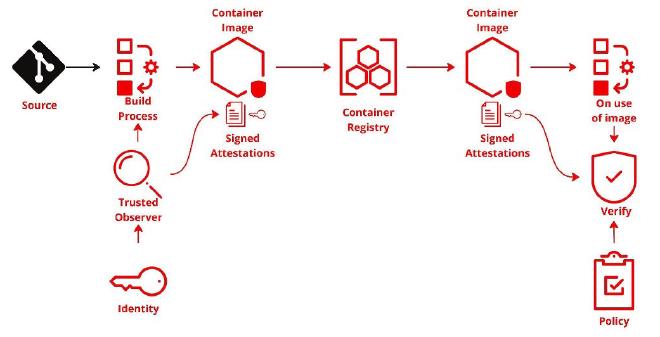 Container
Image
Container
Image
Source
Build
Process
Container
Registry
On use
of image
Signed
Attestations
Signed
Attestations
Trusted
Observer
Verify
Identity
Policy